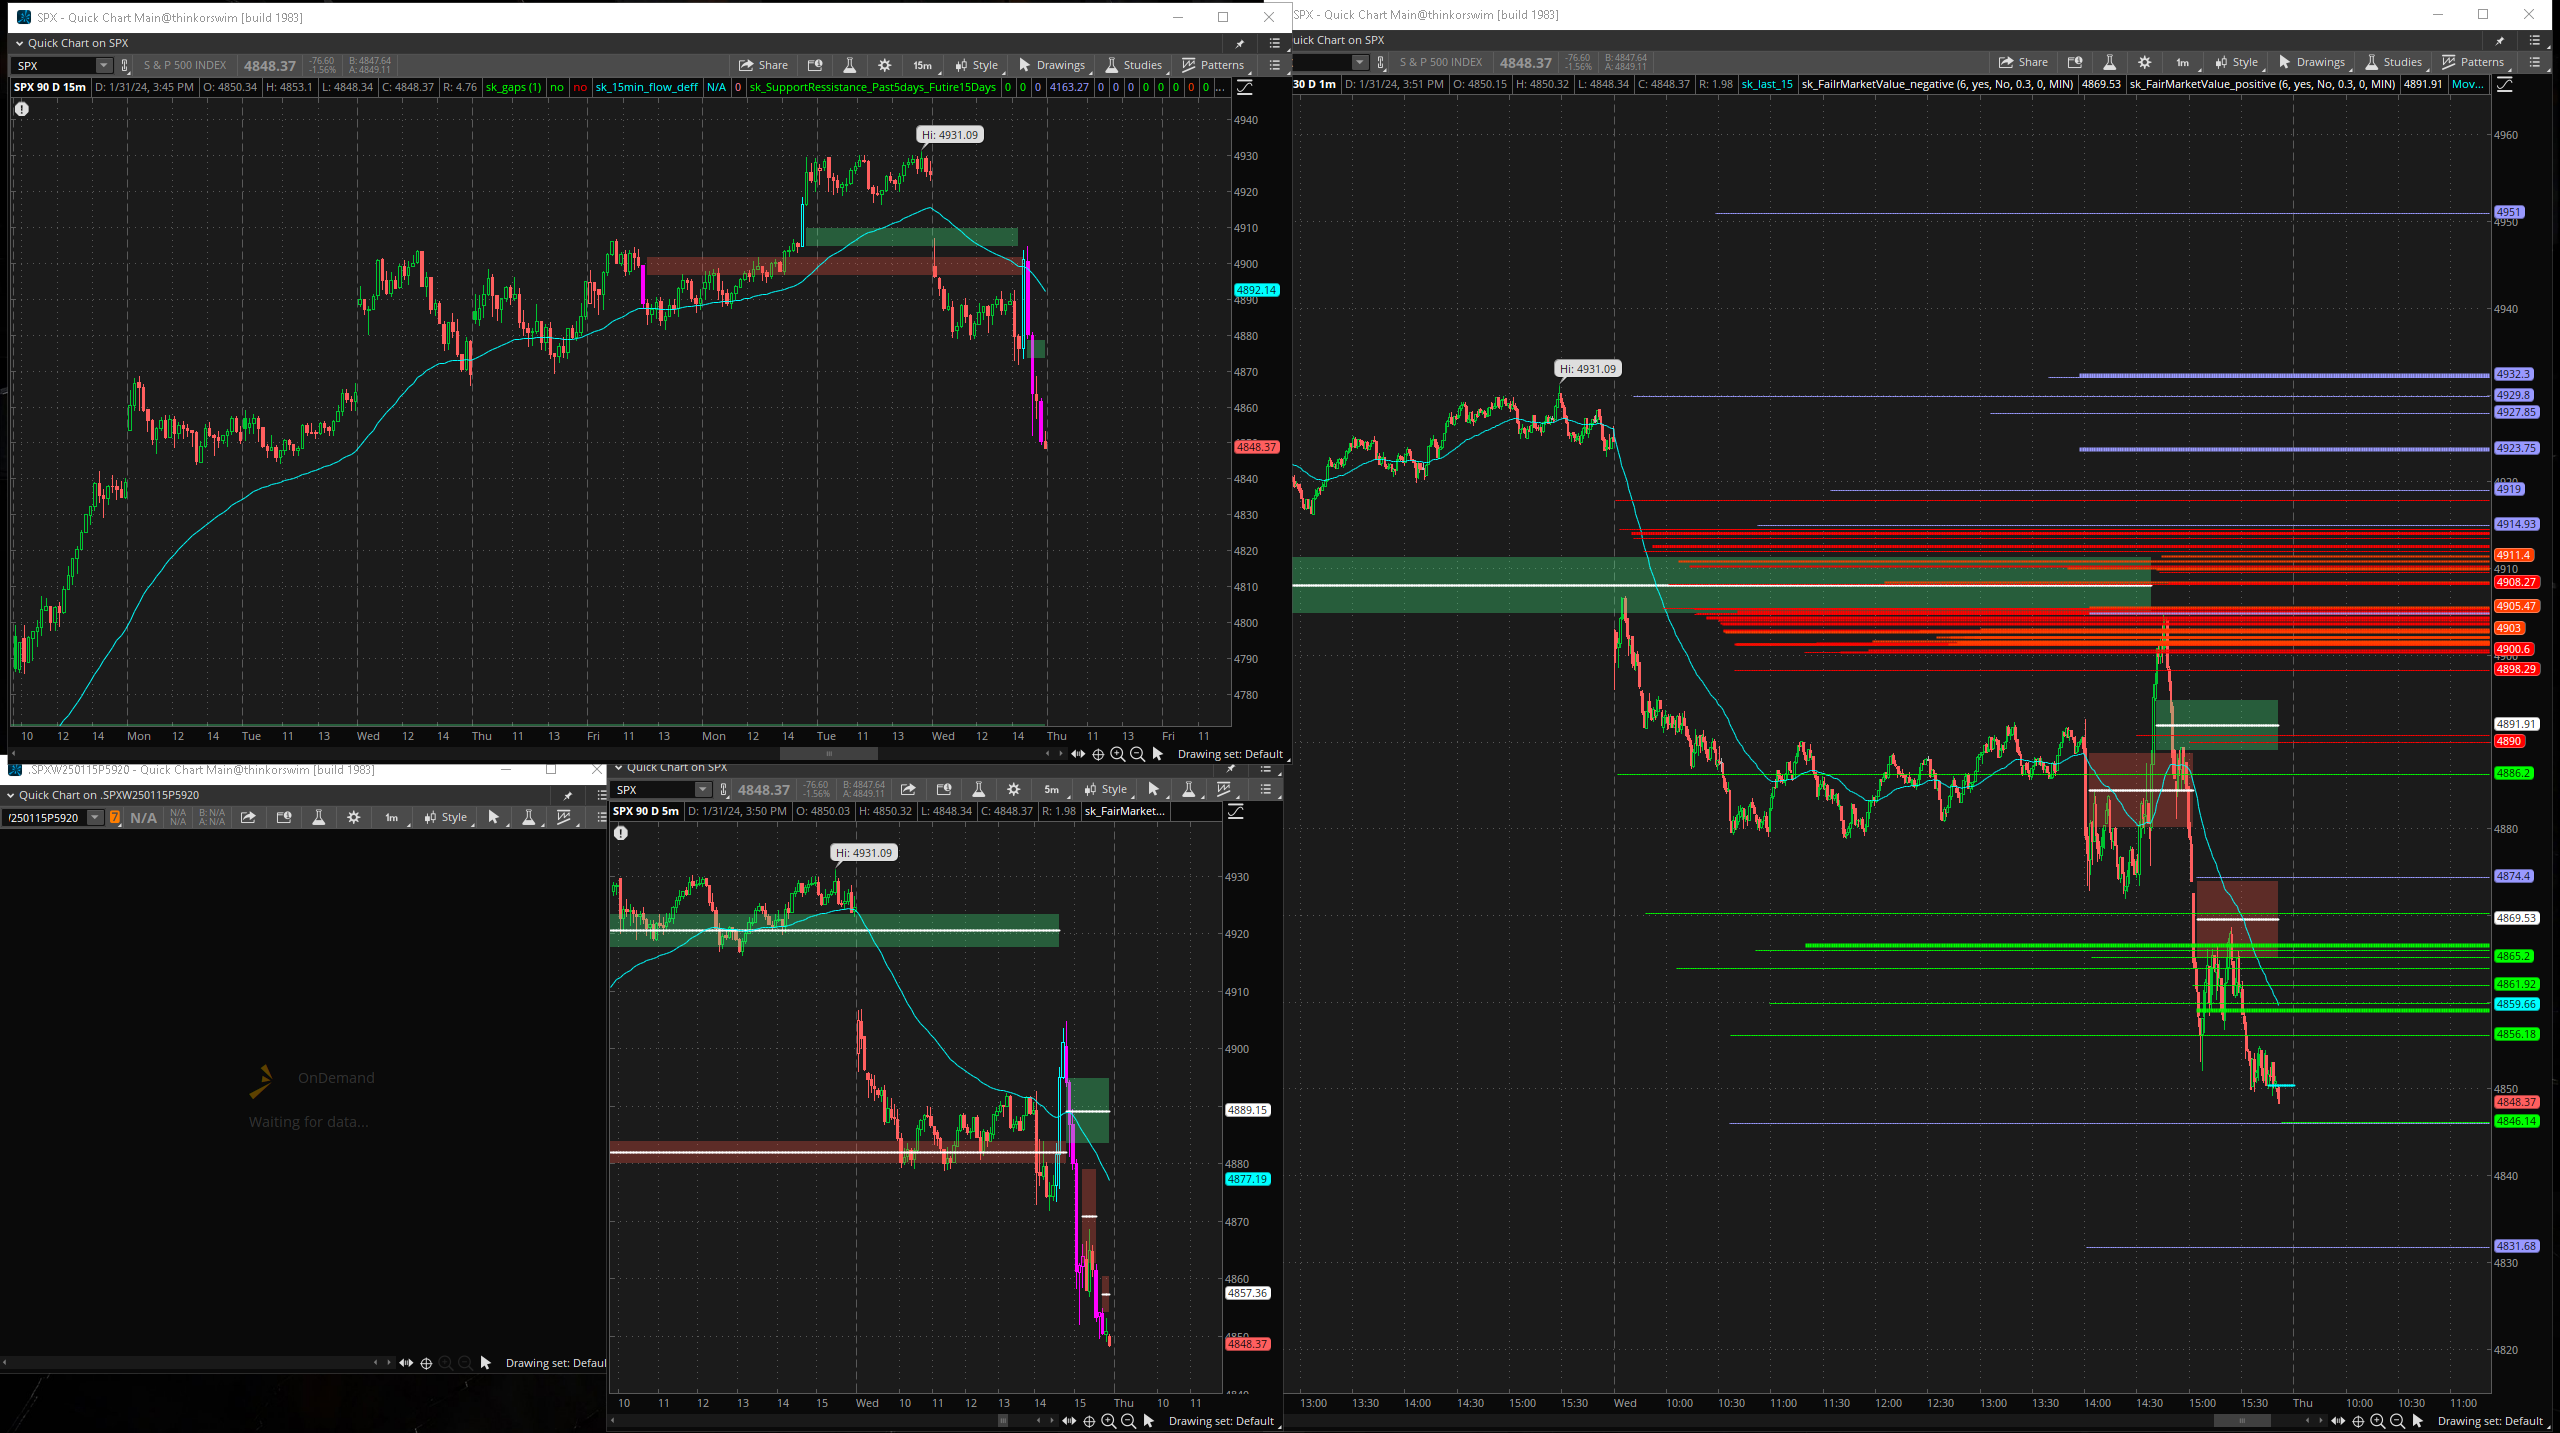 SPX - Quick Chart Main@thinkorswim [build 1983]
Quick Chart on SPX
SPX S & P 500 INDEX 4848.37 -76.60 -1.56% B: 4847.64 A: 4849.11 Share 15m Style Drawings Studies Patterns
SPX 90 D 15m D: 1/31/24, 3:45 PM O: 4850.34 H: 4853.1 L: 4848.34 C: 4848.37 R: 4.76 sk_gaps (1) no no sk_15min_flow_deff N/A 0 sk_SupportRessistance_Past5days_Futire15Days 0 0 0 4163.27 0 0 0 0 0 0 0 0 ...
Hi: 4931.09
4940
4930
4920
4910
4900
4892.14
4890
4880
4870
4860
4848.37
4840
4830
4820
4810
4800
4790
4780
10 12 14 Mon 12 14 Tue 11 13 Wed 12 14 Thu 11 13 Fri 11 13 Mon 12 14 Tue 11 13 Wed 12 14 Thu 11 13 Fri 11
Drawing set: Default
SPX - Quick Chart Main@thinkorswim [build 1983]
uick Chart on SPX
S & P 500 INDEX 4848.37 -76.60 -1.56% B: 4847.64 A: 4849.11 Share 1m Style Drawings Studies Patterns
30 D 1m D: 1/31/24, 3:51 PM O: 4850.15 H: 4850.32 L: 4848.34 C: 4848.37 R: 1.98 sk_last_15 sk_FailrMarketValue_negative (6, yes, No, 0.3, 0, MIN) 4869.53 sk_FairMarketValue_positive (6, yes, No, 0.3, 0, MIN) 4891.91 Mov...
Hi: 4931.09
4960
4951
4950
4940
4932.3
4929.8
4927.85
4923.75
4919
4914.93
4911.4
4910
4908.27
4905.47
4903
4900.6
4898.29
4891.91
4890
4886.2
4880
4874.4
4869.53
4865.2
4861.92
4859.66
4856.18
4850
4848.37
4846.14
4840
4831.68
4830
4820
13:00 13:30 14:00 14:30 15:00 15:30 Wed 10:00 10:30 11:00 11:30 12:00 12:30 13:00 13:30 14:00 14:30 15:00 15:30 Thu 10:00 10:30 11:00
Drawing set: Default
.SPXW250115P5920 - Quick Chart Main@thinkorswim [build 1983]
Quick Chart on .SPXW250115P5920
/250115P5920 7 N/A N/A N/A B: N/A A: N/A 1m Style
OnDemand
Waiting for data...
Drawing set: Defaul
Quick Chart on SPX
SPX 4848.37 -76.60 -1.56% B: 4847.64 A: 4849.11 5m Style
SPX 90 D 5m D: 1/31/24, 3:50 PM O: 4850.03 H: 4850.32 L: 4848.34 C: 4848.37 R: 1.98 sk_FairMarket...
Hi: 4931.09
4930
4920
4910
4900
4889.15
4880
4877.19
4870
4860
4857.36
4848.37
10 11 12 13 14 15 Wed 10 11 12 13 14 15 Thu 10 11
Drawing set: Default